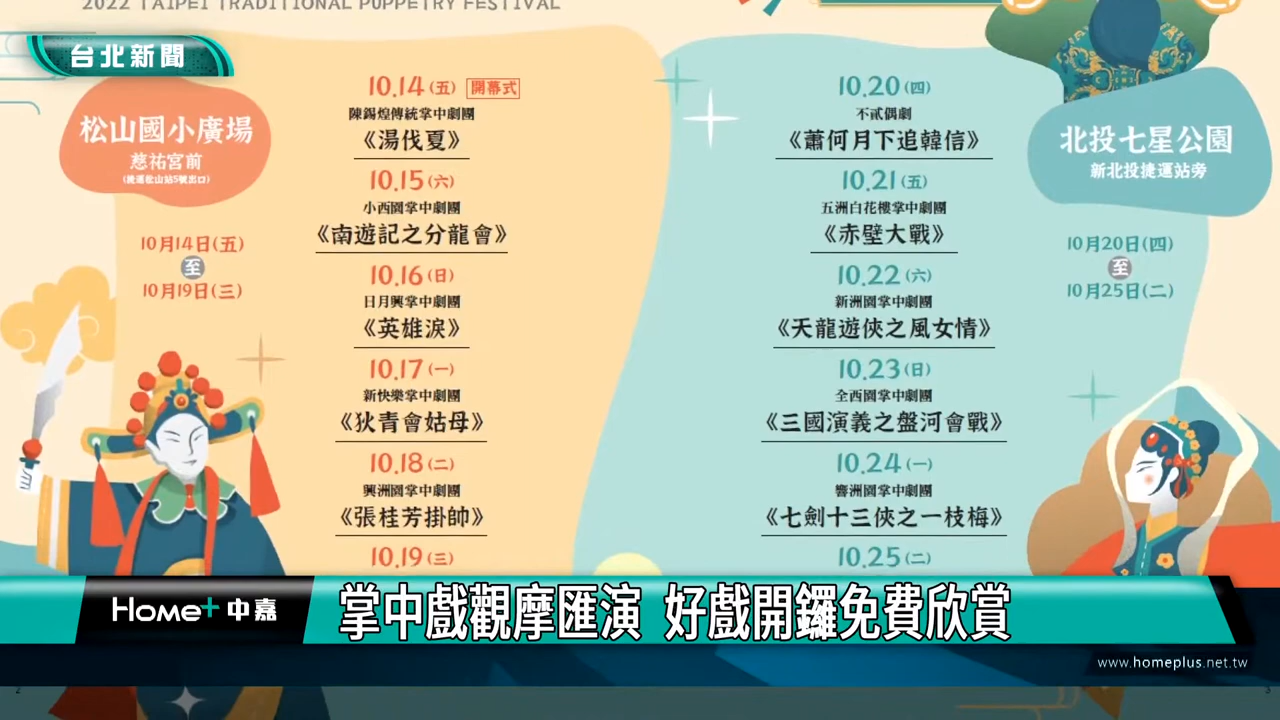 2022 TAIPEI TRADITIONAL PUPPETRY FESTIVAL
台北新聞
松山國小廣場
慈祐宮前
(捷運松山站5號出口)
10月14日(五)
至
10月19日(三)
10.14(五) 開幕式
陳錫煌傳統掌中劇團
《湯伐夏》
10.15(六)
小西園掌中劇團
《南遊記之分龍會》
10.16(日)
日月興掌中劇團
《英雄淚》
10.17(一)
新快樂掌中劇團
《狄青會姑母》
10.18(二)
興洲園掌中劇團
《張桂芳掛帥》
10.19(三)
10.20(四)
不貳偶劇
《蕭何月下追韓信》
10.21(五)
五洲白花樓掌中劇團
《赤壁大戰》
10.22(六)
新洲園掌中劇團
《天龍遊俠之風女情》
10.23(日)
全西園掌中劇團
《三國演義之盤河會戰》
10.24(一)
響洲園掌中劇團
《七劍十三俠之一枝梅》
10.25(二)
北投七星公園
新北投捷運站旁
10月20日(四)
至
10月25日(二)
Home+中嘉
掌中戲觀摩匯演 好戲開鑼免費欣賞
www.homeplus.net.tw
2
3